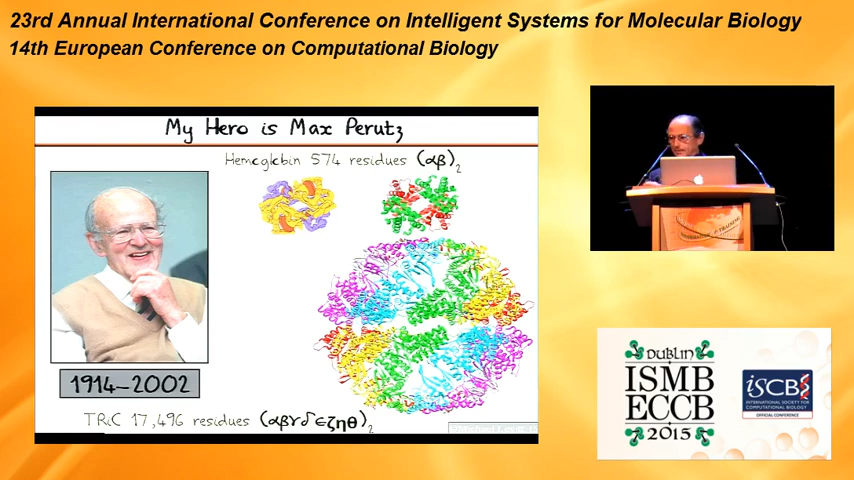 23rd Annual International Conference on Intelligent Systems for Molecular Biology
14th European Conference on Computational Biology
My Hero is Max Perutz
Hemoglobin 574 residues (αβ)₂
1914–2002
TRiC 17,496 residues (αβγδεζηθ)₂
DUBLIN
ISMB
ECCB
2015
iSCB
INTERNATIONAL SOCIETY FOR
COMPUTATIONAL BIOLOGY
OFFICIAL CONFERENCE